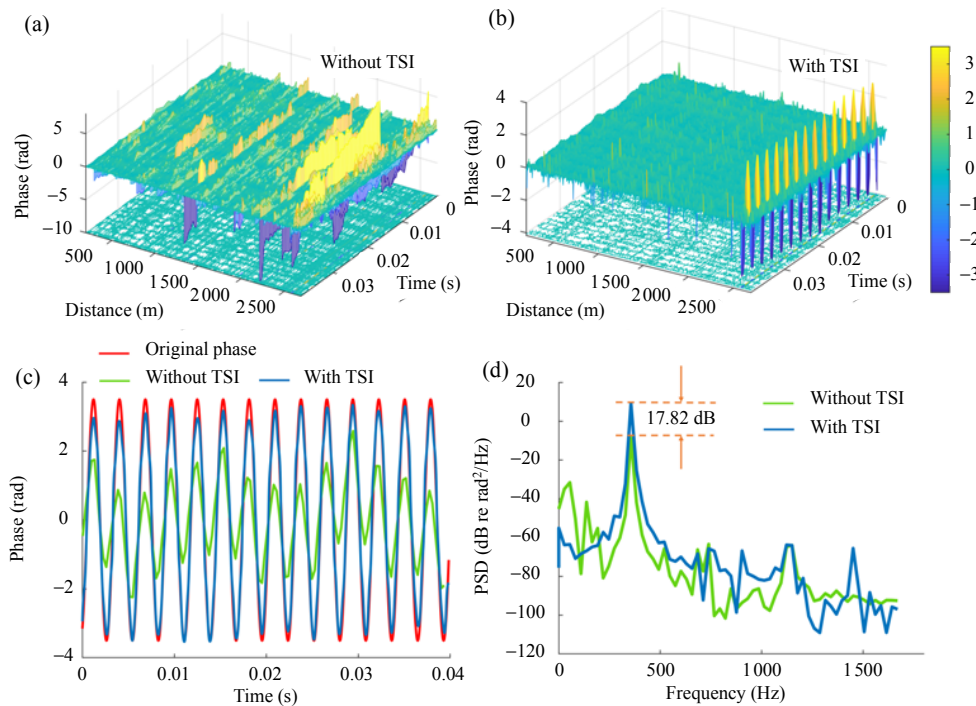 (a)
Without TSI
Phase (rad)
5
0
−5
−10
500
1 000
1 500
2 000
2 500
Distance (m)
0
0.01
0.02
0.03
Time (s)
(b)
With TSI
Phase (rad)
4
2
0
−2
−4
500
1 000
1 500
2 000
2 500
Distance (m)
0
0.01
0.02
0.03
Time (s)
3
2
1
0
−1
−2
−3
(c)
Original phase
Without TSI
With TSI
Phase (rad)
4
2
0
−2
−4
0
0.01
0.02
0.03
0.04
Time (s)
(d)
17.82 dB
Without TSI
With TSI
PSD (dB re rad²/Hz)
20
0
−20
−40
−60
−80
−100
−120
0
500
1 000
1 500
Frequency (Hz)